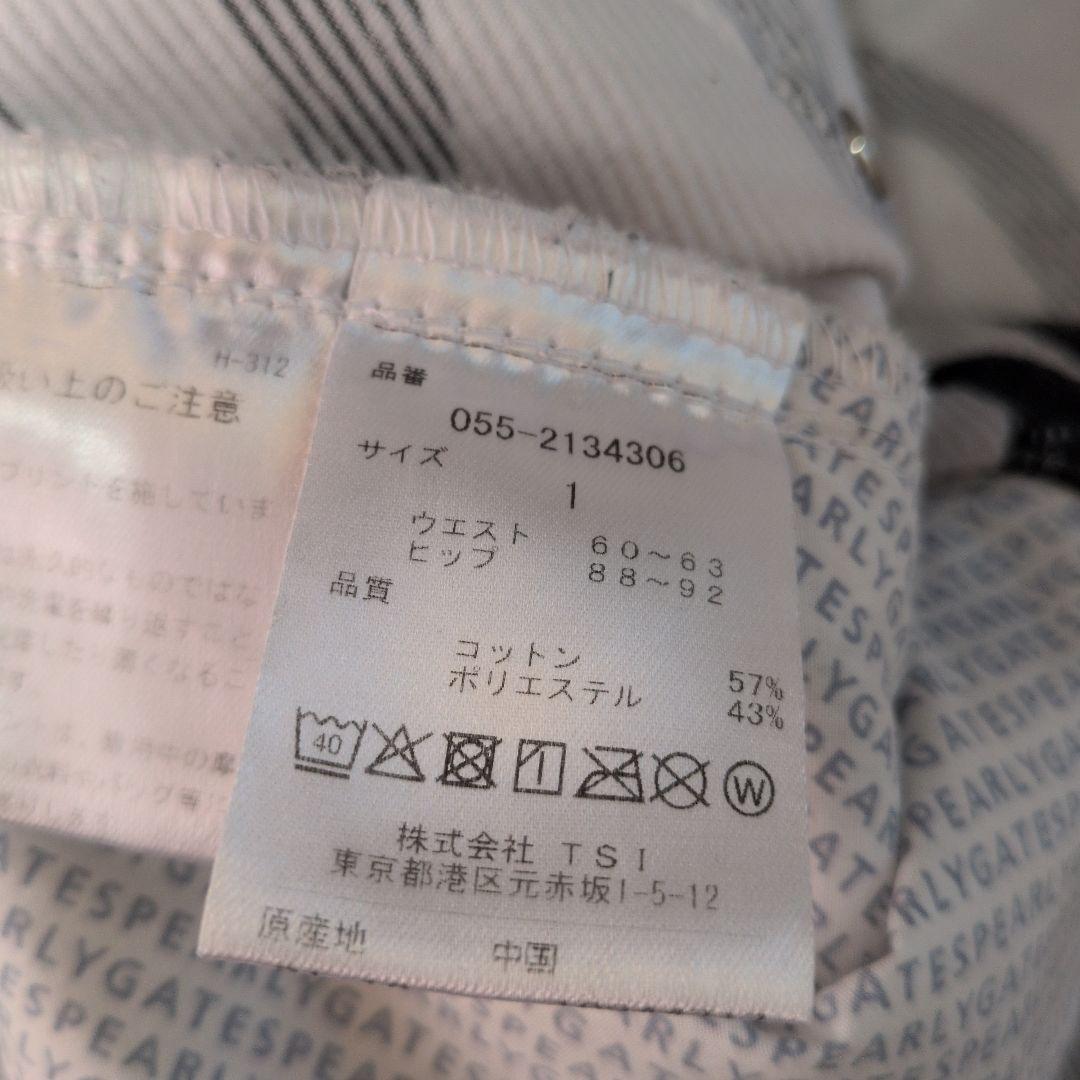 H-312
扱い上のご注意
プリントを施していま
品番
055-2134306
サイズ
1
ウエスト 60～63
ヒップ 88～92
品質
コットン 57%
ポリエステル 43%
40
W
株式会社 TSI
東京都港区元赤坂1-5-12
原産地 中国
PEARLYGATES